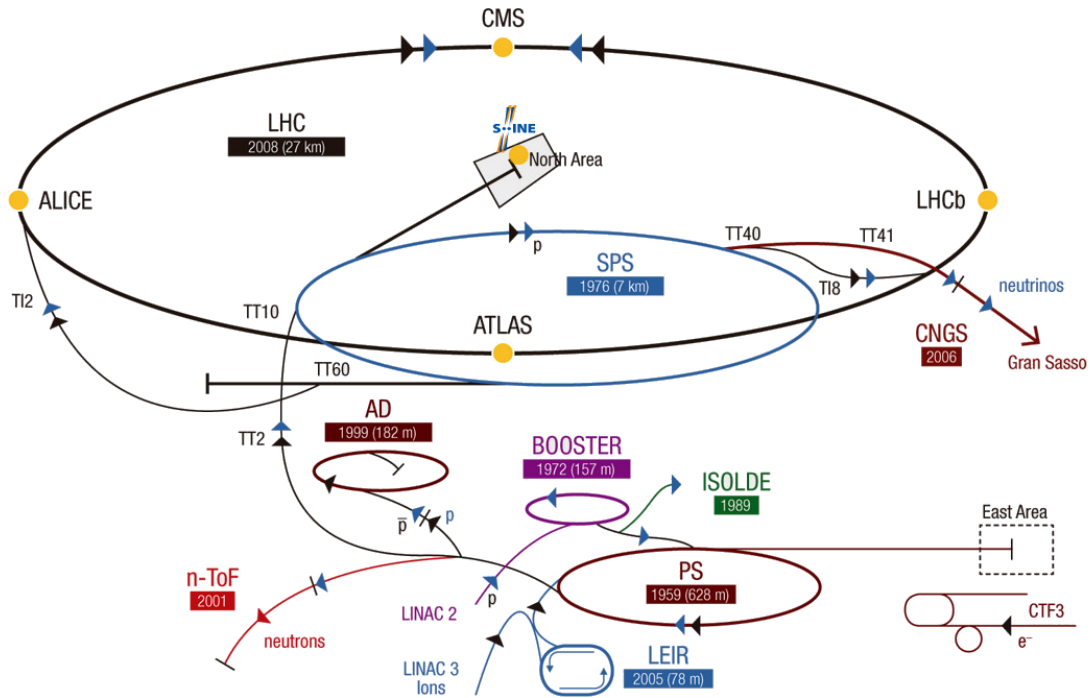 CMS
LHC
2008 (27 km)
North Area
ALICE
LHCb
TT40
TT41
p
SPS
1976 (7 km)
TI8
neutrinos
TI2
TT10
ATLAS
CNGS
2006
Gran Sasso
TT60
AD
1999 (182 m)
TT2
BOOSTER
1972 (157 m)
ISOLDE
1989
East Area
p̅
p
n-ToF
2001
PS
1959 (628 m)
LINAC 2
p
neutrons
CTF3
e⁻
LINAC 3
Ions
LEIR
2005 (78 m)